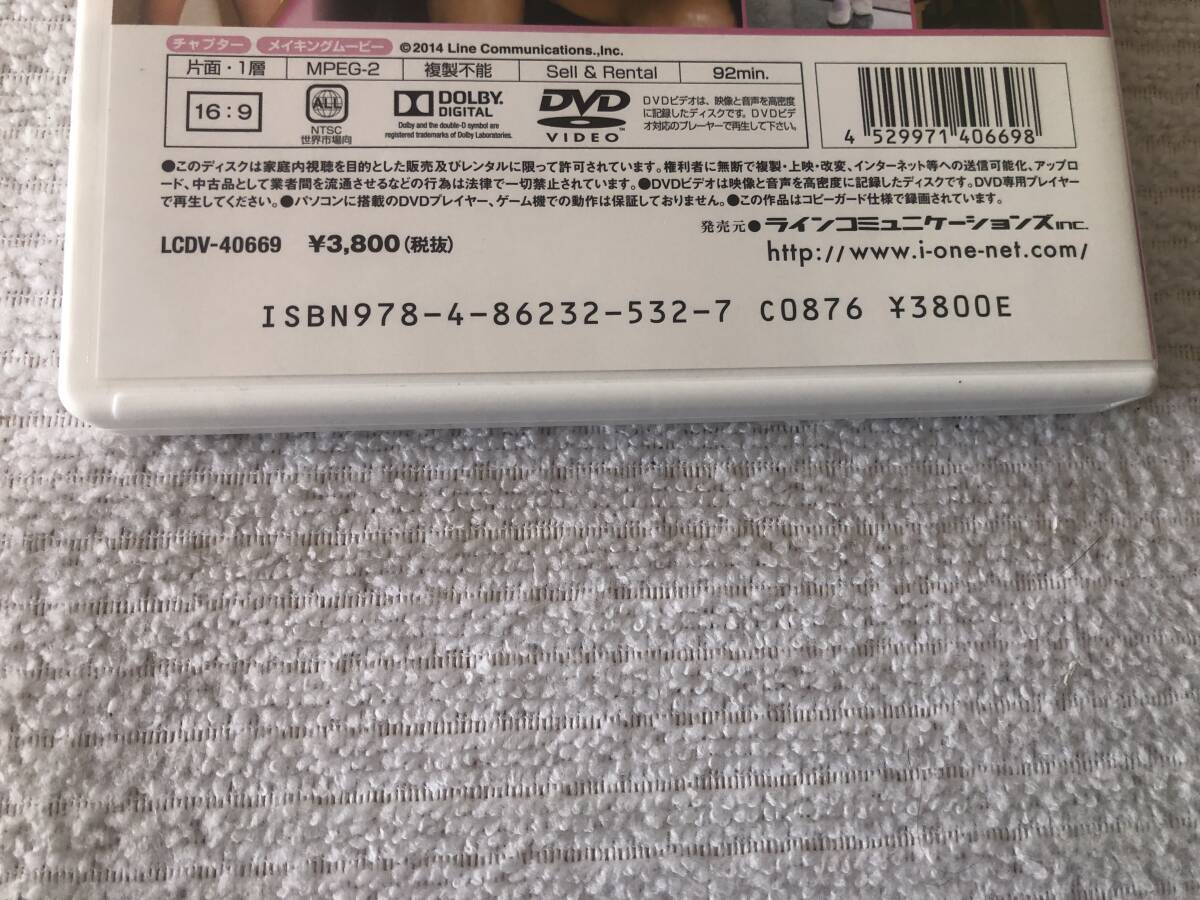 チャプター メイキングムービー ©2014 Line Communications.,Inc.
片面・1層 MPEG-2 複製不能 Sell & Rental 92min.
16:9
ALL
NTSC
世界市場向
DOLBY
DIGITAL
Dolby and the double-D symbol are
registered trademarks of Dolby Laboratories.
DVD
VIDEO
DVDビデオは、映像と音声を高密度
に記録したディスクです。DVDビデ
オ対応のプレーヤーで再生して下さい。
4 529971 406698
●このディスクは家庭内視聴を目的とした販売及びレンタルに限って許可されています。権利者に無断で複製・上映・改変、インターネット等への送信可能化、アップロ
ード、中古品として業者間を流通させるなどの行為は法律で一切禁止されています。●DVDビデオは映像と音声を高密度に記録したディスクです。DVD専用プレイヤー
で再生してください。●パソコンに搭載のDVDプレイヤー、ゲーム機での動作は保証しておりません。●この作品はコピーガード仕様で録画されています。
発売元●ラインコミュニケーションズINC.
LCDV-40669 ¥3,800(税抜)
http://www.i-one-net.com/
ISBN978-4-86232-532-7 C0876 ¥3800E